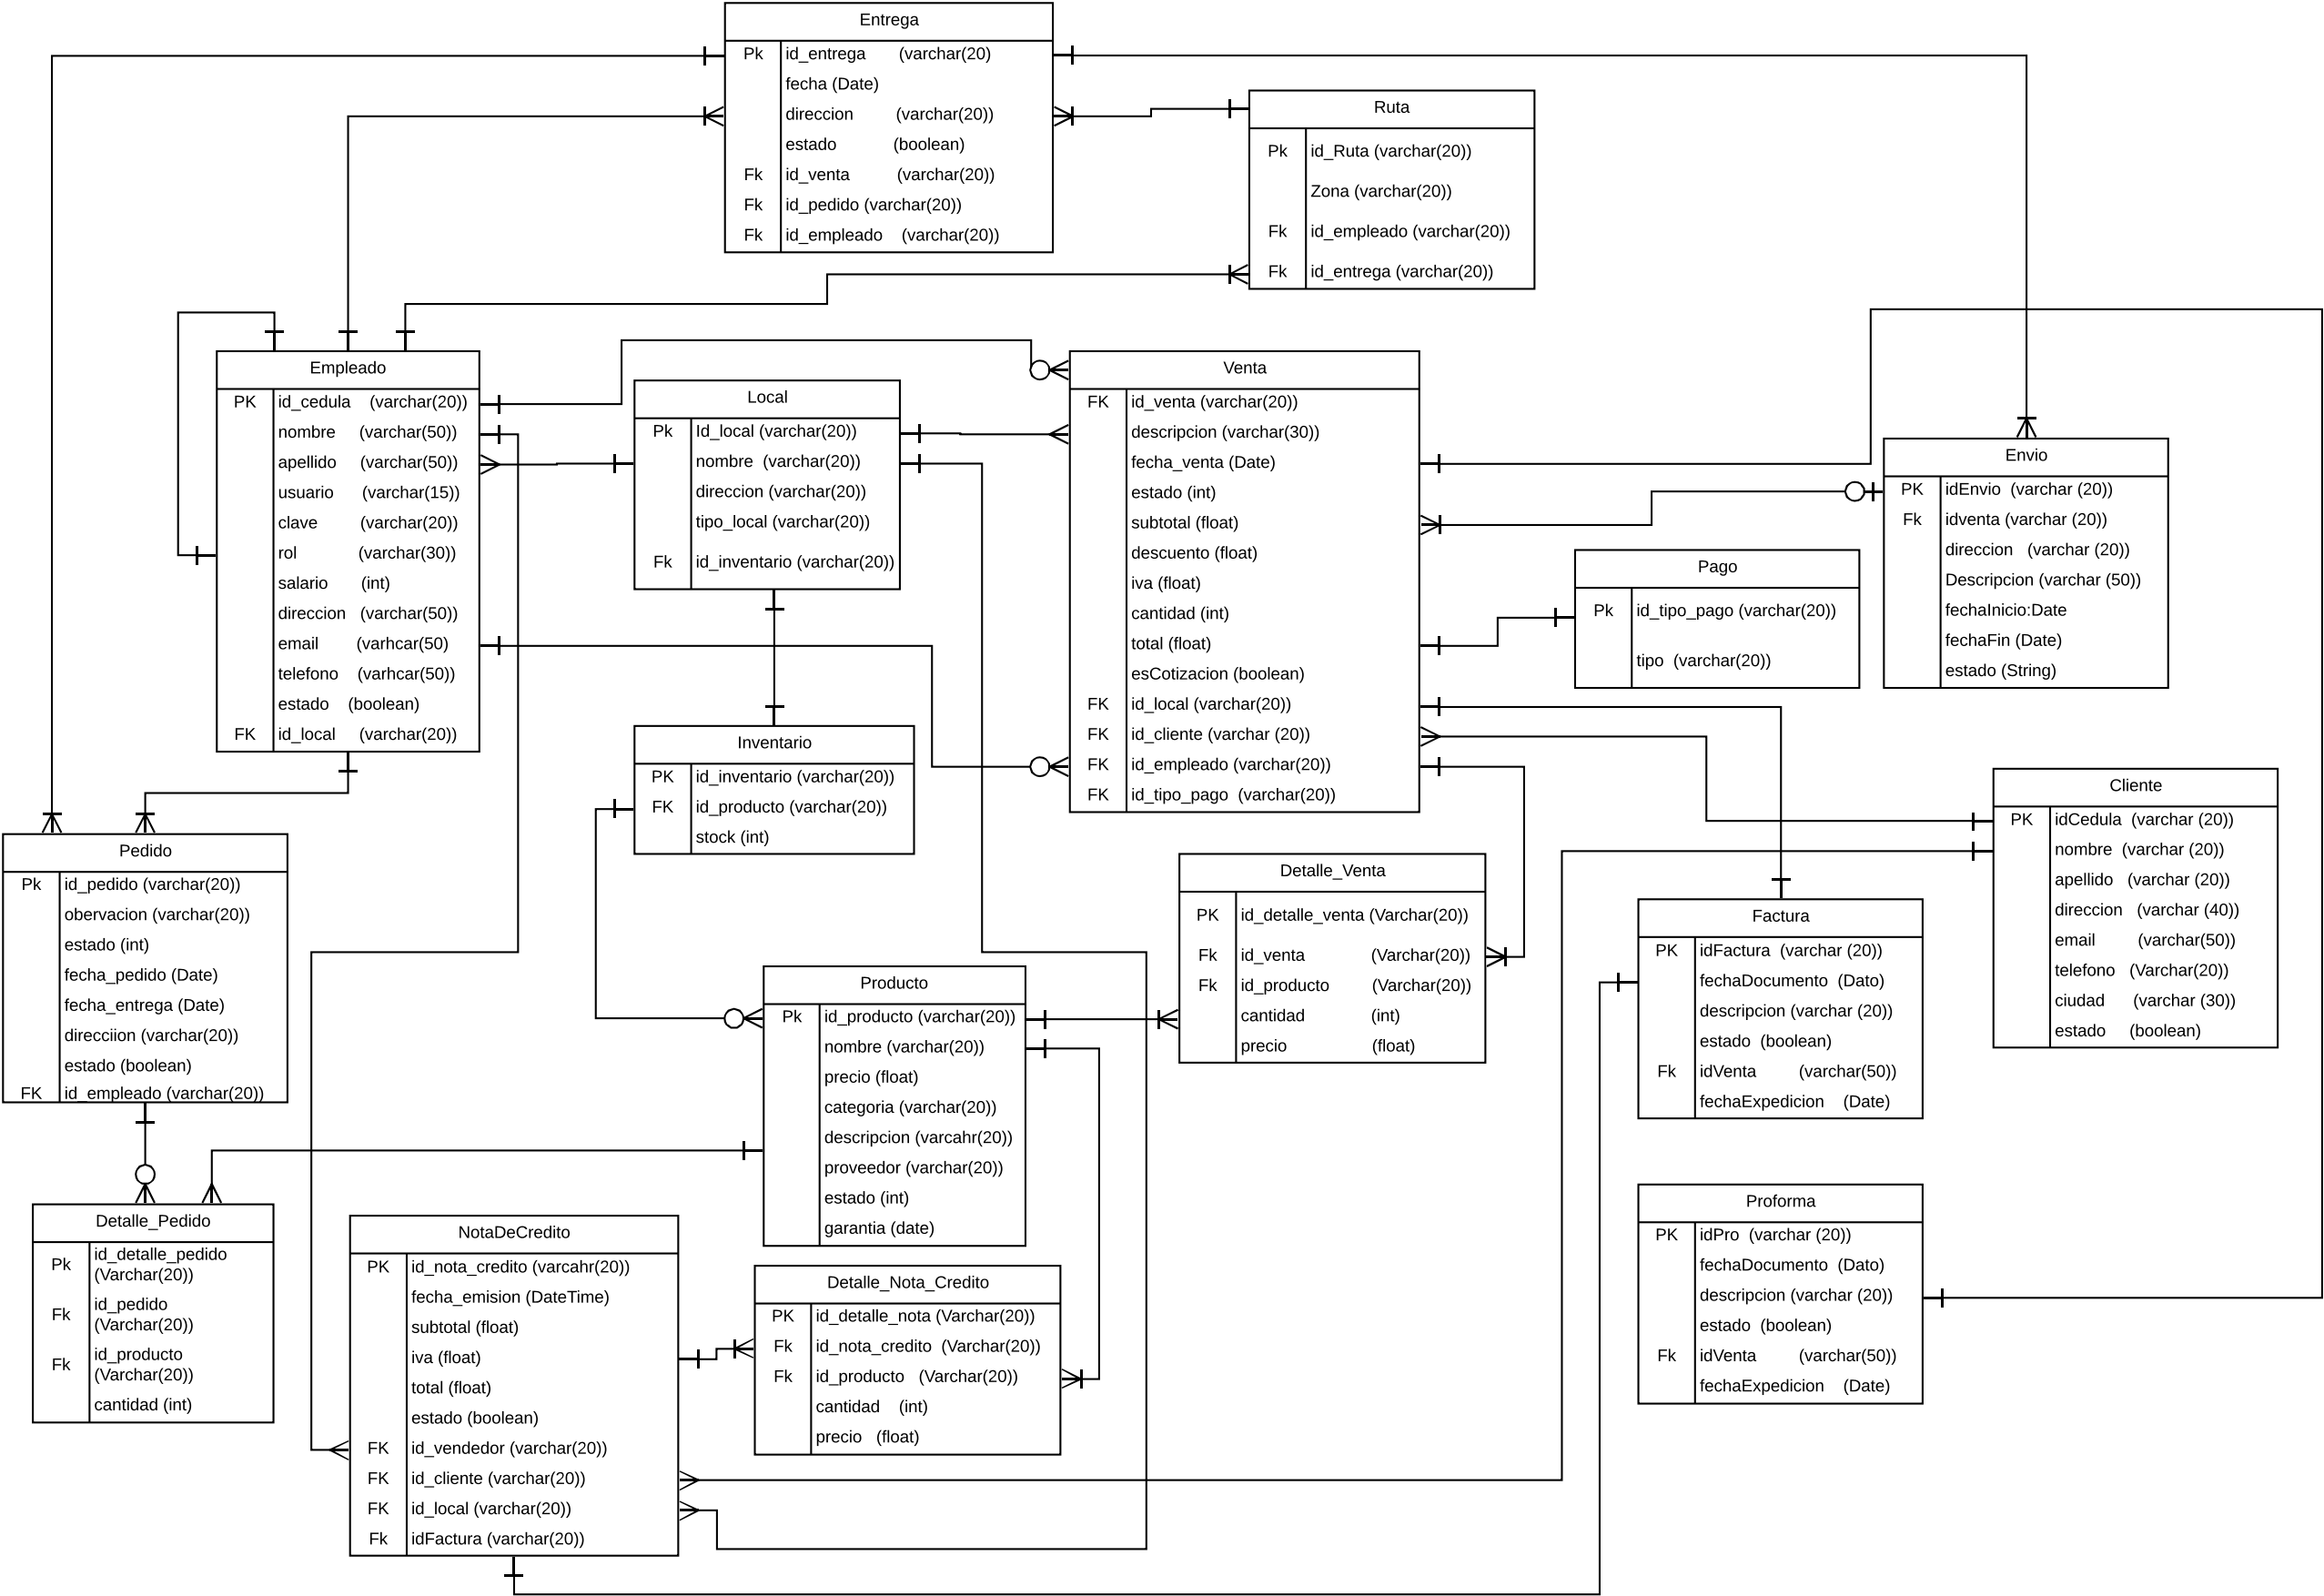 Entrega
Pk id_entrega (varchar(20)
fecha (Date)
direccion (varchar(20))
estado (boolean)
Fk id_venta (varchar(20))
Fk id_pedido (varchar(20))
Fk id_empleado (varchar(20))
Ruta
Pk id_Ruta (varchar(20))
Zona (varchar(20))
Fk id_empleado (varchar(20))
Fk id_entrega (varchar(20))
Empleado
PK id_cedula (varchar(20))
nombre (varchar(50))
apellido (varchar(50))
usuario (varchar(15))
clave (varchar(20))
rol (varchar(30))
salario (int)
direccion (varchar(50))
email (varhcar(50)
telefono (varhcar(50))
estado (boolean)
FK id_local (varchar(20))
Local
Pk Id_local (varchar(20))
nombre (varchar(20))
direccion (varchar(20))
tipo_local (varchar(20))
Fk id_inventario (varchar(20))
Venta
FK id_venta (varchar(20))
descripcion (varchar(30))
fecha_venta (Date)
estado (int)
subtotal (float)
descuento (float)
iva (float)
cantidad (int)
total (float)
esCotizacion (boolean)
FK id_local (varchar(20))
FK id_cliente (varchar (20))
FK id_empleado (varchar(20))
FK id_tipo_pago (varchar(20))
Envio
PK idEnvio (varchar (20))
Fk idventa (varchar (20))
direccion (varchar (20))
Descripcion (varchar (50))
fechaInicio:Date
fechaFin (Date)
estado (String)
Pago
Pk id_tipo_pago (varchar(20))
tipo (varchar(20))
Inventario
PK id_inventario (varchar(20))
FK id_producto (varchar(20))
stock (int)
Cliente
PK idCedula (varchar (20))
nombre (varchar (20))
apellido (varchar (20))
direccion (varchar (40))
email (varchar(50))
telefono (Varchar(20))
ciudad (varchar (30))
estado (boolean)
Pedido
Pk id_pedido (varchar(20))
obervacion (varchar(20))
estado (int)
fecha_pedido (Date)
fecha_entrega (Date)
direcciion (varchar(20))
estado (boolean)
FK id_empleado (varchar(20))
Detalle_Venta
PK id_detalle_venta (Varchar(20))
Fk id_venta (Varchar(20))
Fk id_producto (Varchar(20))
cantidad (int)
precio (float)
Factura
PK idFactura (varchar (20))
fechaDocumento (Dato)
descripcion (varchar (20))
estado (boolean)
Fk idVenta (varchar(50))
fechaExpedicion (Date)
Producto
Pk id_producto (varchar(20))
nombre (varchar(20))
precio (float)
categoria (varchar(20))
descripcion (varcahr(20))
proveedor (varchar(20))
estado (int)
garantia (date)
Proforma
PK idPro (varchar (20))
fechaDocumento (Dato)
descripcion (varchar (20))
estado (boolean)
Fk idVenta (varchar(50))
fechaExpedicion (Date)
Detalle_Pedido
Pk id_detalle_pedido
(Varchar(20))
Fk id_pedido
(Varchar(20))
Fk id_producto
(Varchar(20))
cantidad (int)
NotaDeCredito
PK id_nota_credito (varcahr(20))
fecha_emision (DateTime)
subtotal (float)
iva (float)
total (float)
estado (boolean)
FK id_vendedor (varchar(20))
FK id_cliente (varchar(20))
FK id_local (varchar(20))
Fk idFactura (varchar(20))
Detalle_Nota_Credito
PK id_detalle_nota (Varchar(20))
Fk id_nota_credito (Varchar(20))
Fk id_producto (Varchar(20))
cantidad (int)
precio (float)